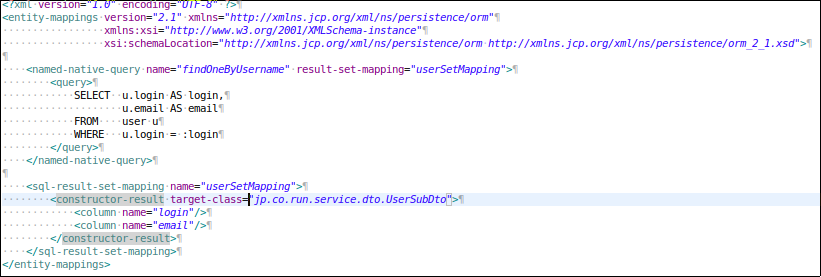 <?xml version="1.0" encoding="UTF-8" ?>
<entity-mappings version="2.1" xmlns="http://xmlns.jcp.org/xml/ns/persistence/orm"
xmlns:xsi="http://www.w3.org/2001/XMLSchema-instance"
xsi:schemaLocation="http://xmlns.jcp.org/xml/ns/persistence/orm http://xmlns.jcp.org/xml/ns/persistence/orm_2_1.xsd">
<named-native-query name="findOneByUsername" result-set-mapping="userSetMapping">
<query>
SELECT u.login AS login,
u.email AS email
FROM user u
WHERE u.login = :login
</query>
</named-native-query>
<sql-result-set-mapping name="userSetMapping">
<constructor-result target-class="jp.co.run.service.dto.UserSubDto">
<column name="login"/>
<column name="email"/>
</constructor-result>
</sql-result-set-mapping>
</entity-mappings>